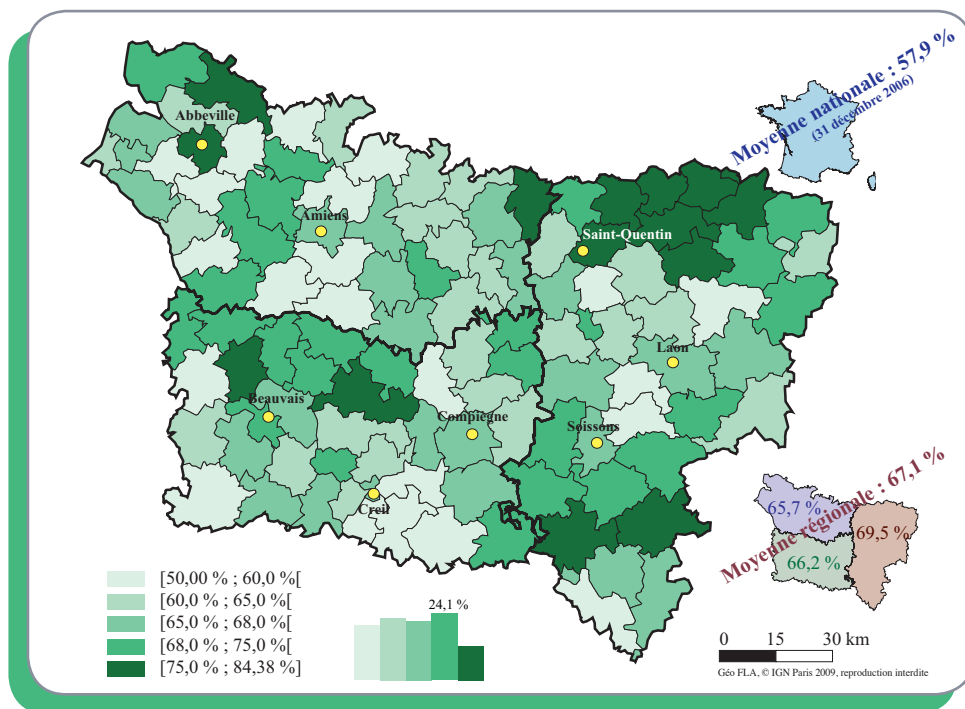 Moyenne nationale : 57,9 %
(31 décembre 2006)
Abbeville
Amiens
Saint-Quentin
Laon
Beauvais
Compiègne
Soissons
Creil
Moyenne régionale : 67,1 %
65,7 %
69,5 %
66,2 %
[50,00 % ; 60,0 %[
[60,0 % ; 65,0 %[
[65,0 % ; 68,0 %[
[68,0 % ; 75,0 %[
[75,0 % ; 84,38 %]
24,1 %
0 15 30 km
Géo FLA, © IGN Paris 2009, reproduction interdite